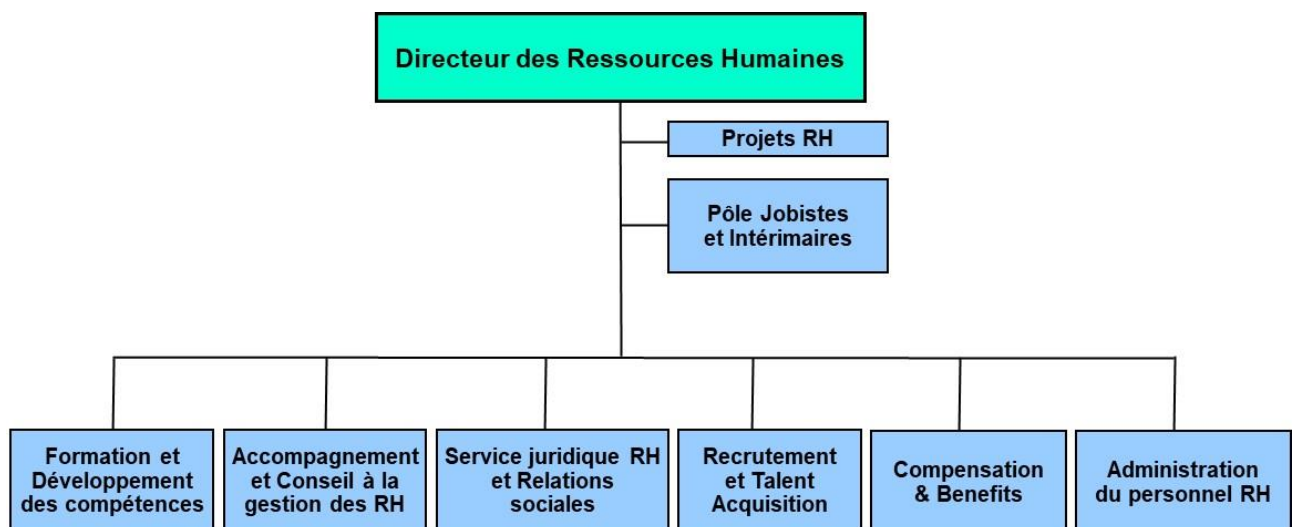 Directeur des Ressources Humaines
Projets RH
Pôle Jobistes
et Intérimaires
Formation et
Développement
des compétences
Accompagnement
et Conseil à la
gestion des RH
Service juridique RH
et Relations
sociales
Recrutement
et Talent
Acquisition
Compensation
& Benefits
Administration
du personnel RH